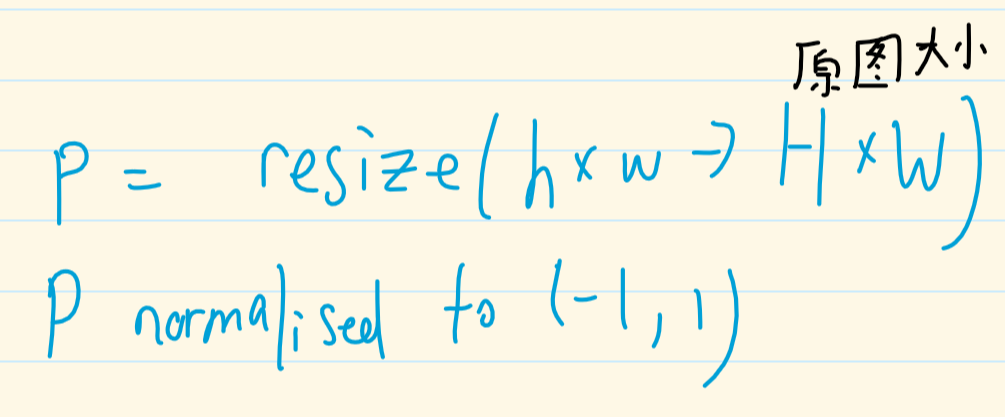 原图大小
P = resize(h×w → H×W)
P normalised to (-1, 1)